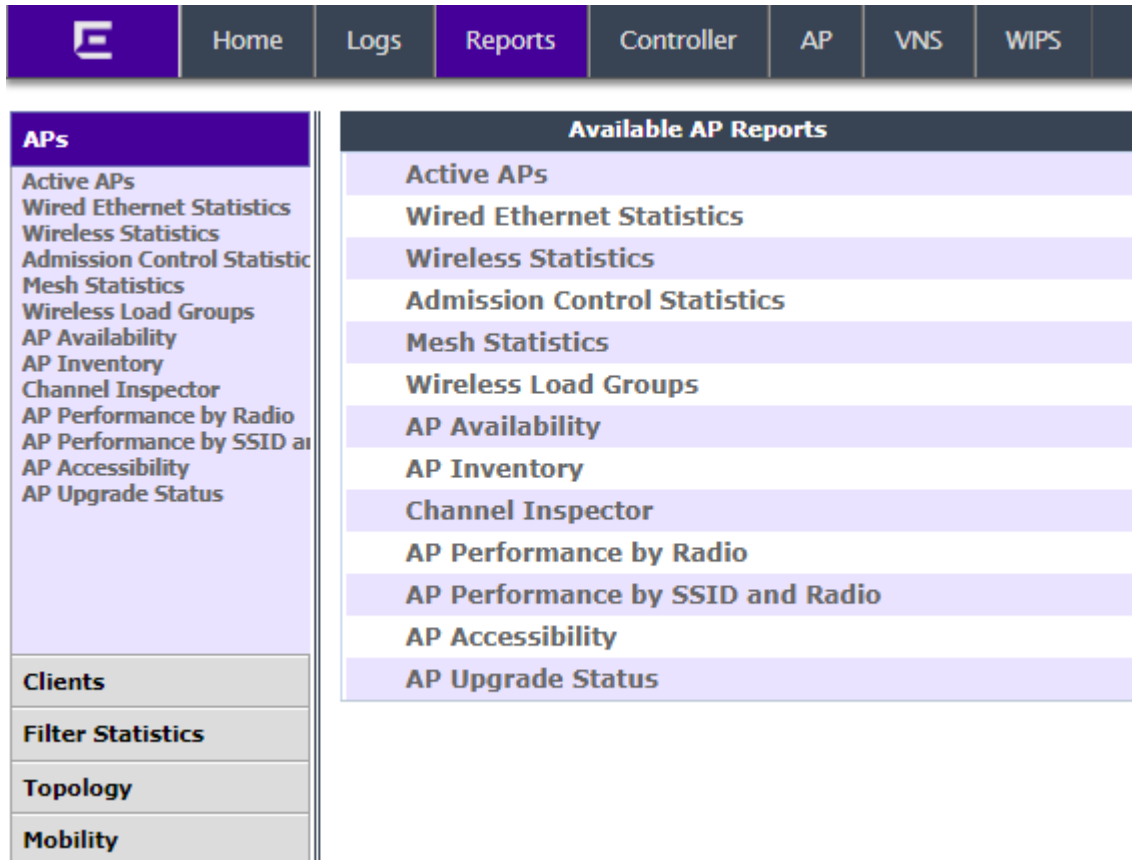 E Home Logs Reports Controller AP VNS WIPS
APs
Active APs
Wired Ethernet Statistics
Wireless Statistics
Admission Control Statistic
Mesh Statistics
Wireless Load Groups
AP Availability
AP Inventory
Channel Inspector
AP Performance by Radio
AP Performance by SSID a
AP Accessibility
AP Upgrade Status
Clients
Filter Statistics
Topology
Mobility
Available AP Reports
Active APs
Wired Ethernet Statistics
Wireless Statistics
Admission Control Statistics
Mesh Statistics
Wireless Load Groups
AP Availability
AP Inventory
Channel Inspector
AP Performance by Radio
AP Performance by SSID and Radio
AP Accessibility
AP Upgrade Status